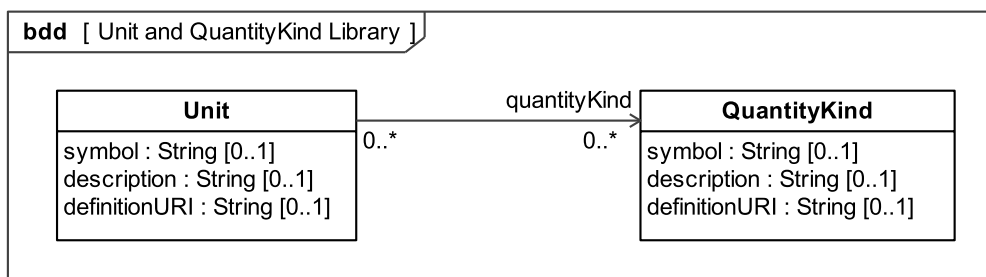 bdd [ Unit and QuantityKind Library ]
Unit
symbol : String [0..1]
description : String [0..1]
definitionURI : String [0..1]
quantityKind
0..*
0..*
QuantityKind
symbol : String [0..1]
description : String [0..1]
definitionURI : String [0..1]